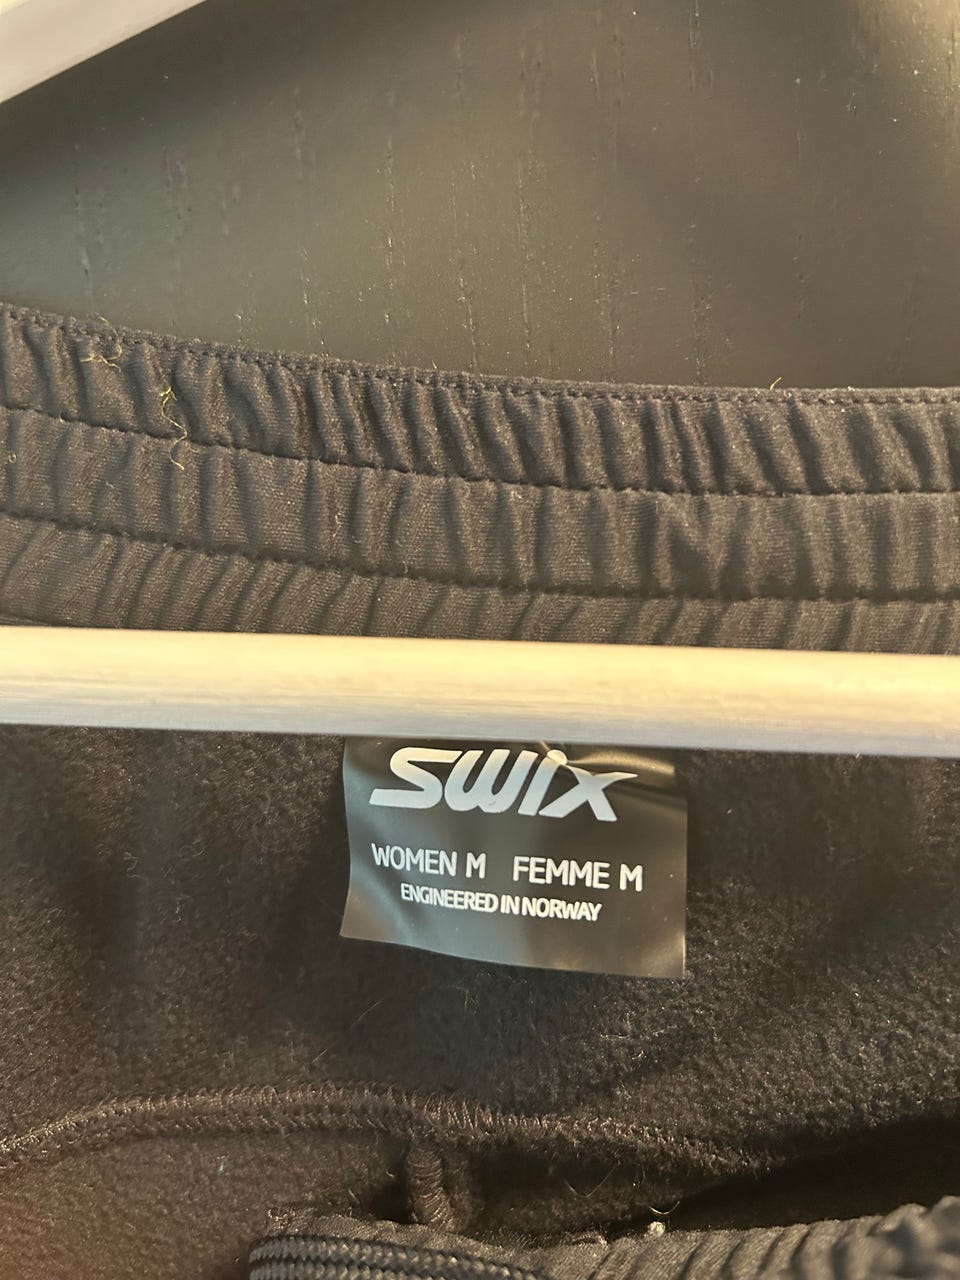 swix
WOMEN M FEMME M
ENGINEERED IN NORWAY